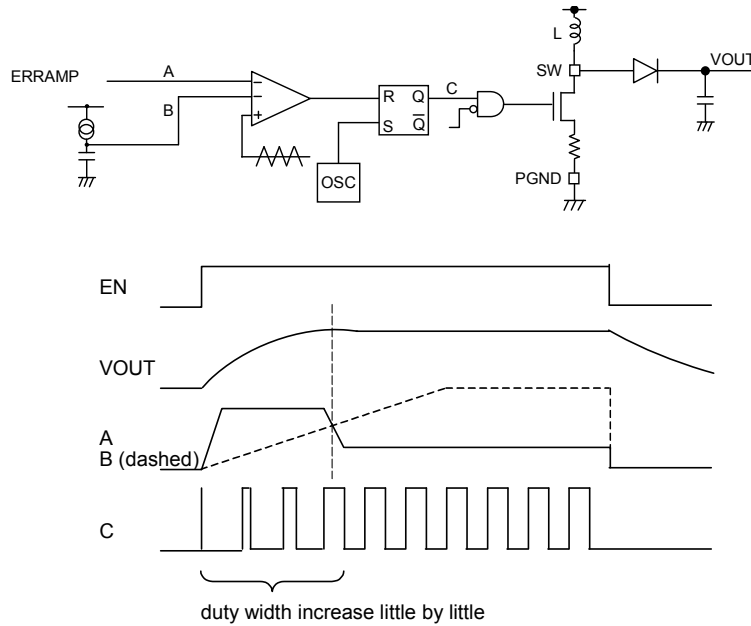 L
VOUT
SW
ERRAMP
A
B
C
R Q
S Q
OSC
PGND
EN
VOUT
A
B (dashed)
C
duty width increase little by little